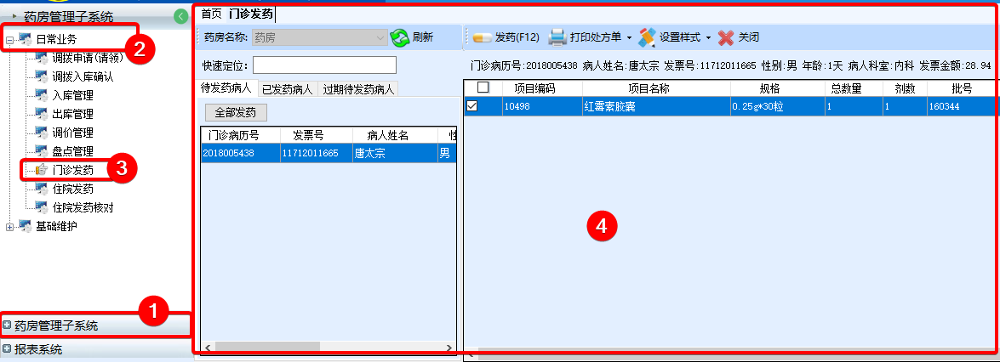 药房管理子系统
日常业务
2
调拨申请(请领)
调拨入库确认
入库管理
出库管理
调价管理
盘点管理
门诊发药
3
住院发药
住院发药核对
基础维护
1
药房管理子系统
报表系统
首页 门诊发药
药房名称: 药房 刷新
快速定位:
待发药病人 已发药病人 过期待发药病人
全部发药
门诊病历号 发票号 病人姓名
2018005438 11712011665 唐太宗 男
发药(F12) 打印处方单 设置样式 关闭
门诊病历号:2018005438 病人姓名:唐太宗 发票号:11712011665 性别:男 年龄:1天 病人科室:内科 发票金额:28.94
项目编码 项目名称 规格 总数量 剂数 批号
10498 红霉素胶囊 0.25g*30粒 1 1 160344
4